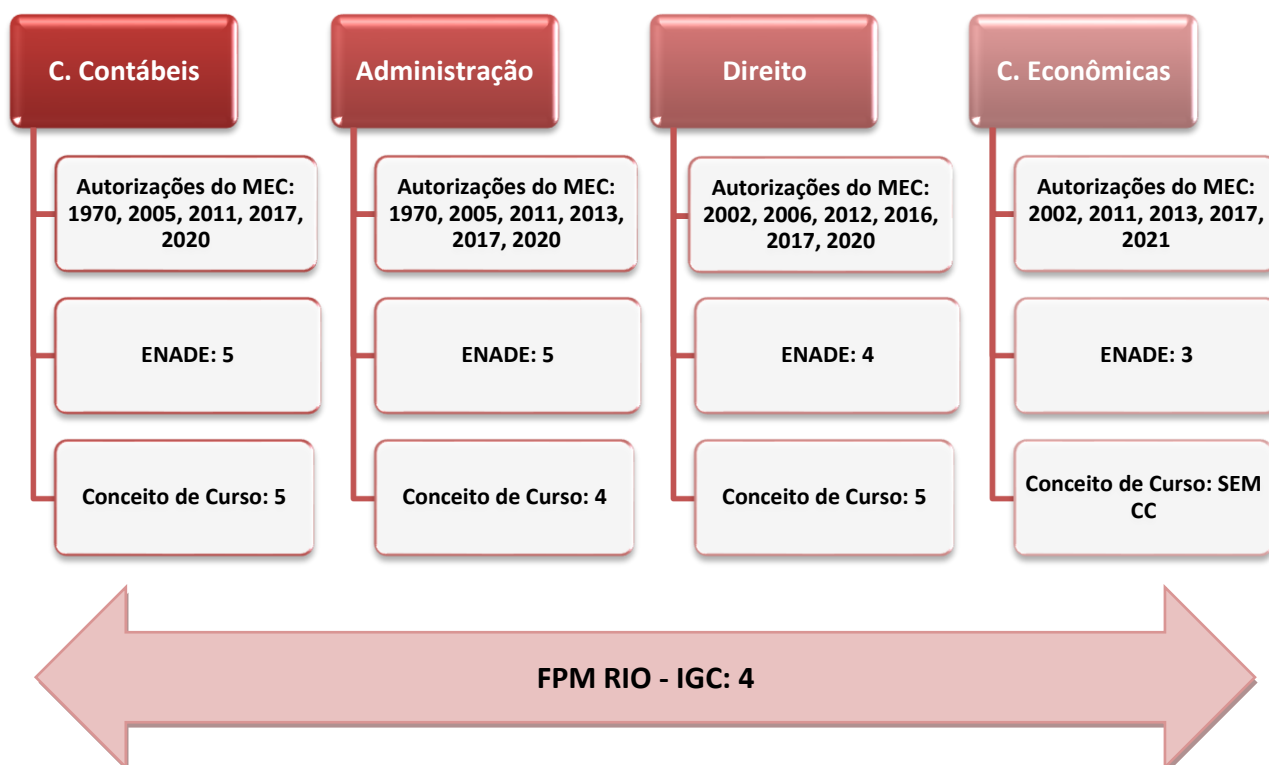 C. Contábeis
Autorizações do MEC:
1970, 2005, 2011, 2017,
2020
ENADE: 5
Conceito de Curso: 5
Administração
Autorizações do MEC:
1970, 2005, 2011, 2013,
2017, 2020
ENADE: 5
Conceito de Curso: 4
Direito
Autorizações do MEC:
2002, 2006, 2012, 2016,
2017, 2020
ENADE: 4
Conceito de Curso: 5
C. Econômicas
Autorizações do MEC:
2002, 2011, 2013, 2017,
2021
ENADE: 3
Conceito de Curso: SEM
CC
FPM RIO - IGC: 4